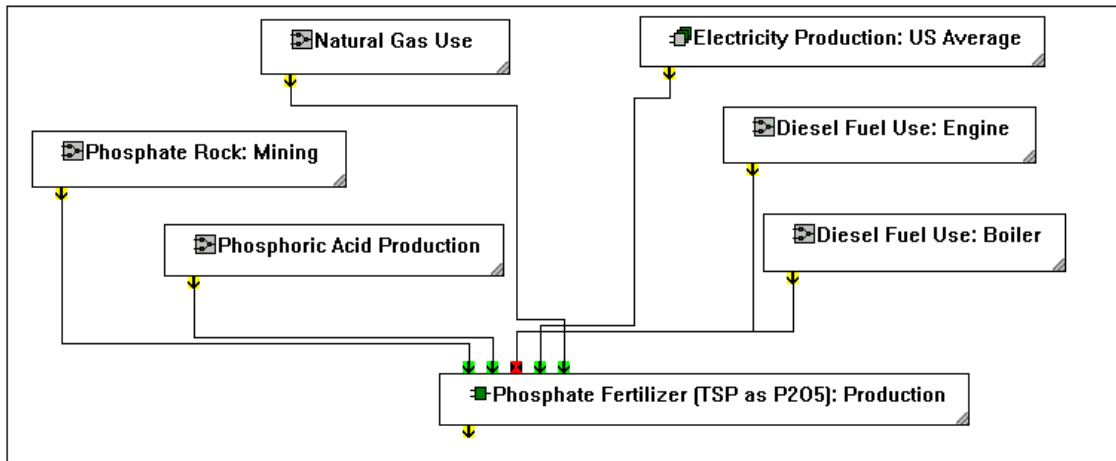 Natural Gas Use
Electricity Production: US Average
Diesel Fuel Use: Engine
Phosphate Rock: Mining
Diesel Fuel Use: Boiler
Phosphoric Acid Production
Phosphate Fertilizer (TSP as P2O5): Production